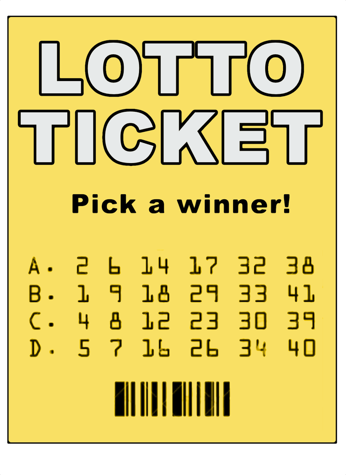 LOTTO
TICKET
Pick a winner!
A. 2 6 14 17 32 38
B. 1 9 18 29 33 41
C. 4 8 12 23 30 39
D. 5 7 16 26 34 40